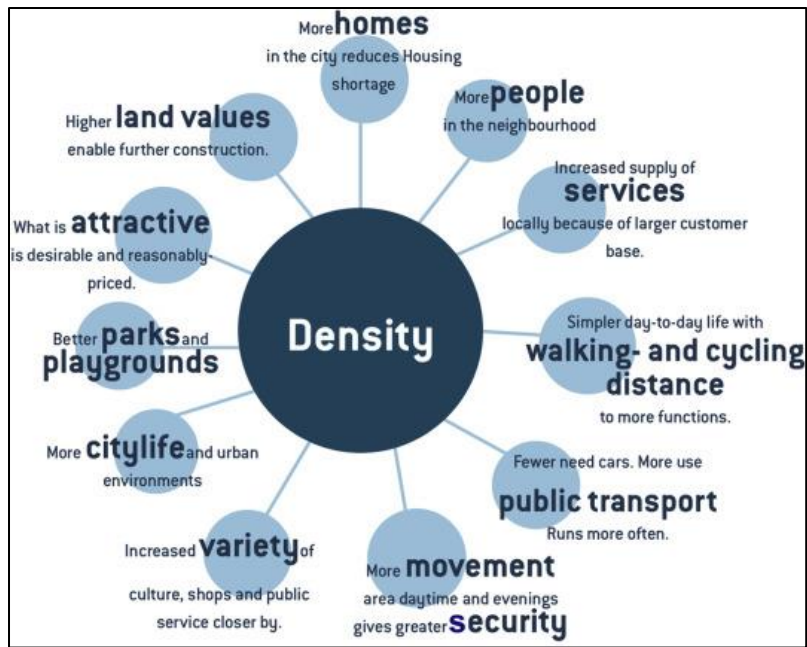 More homes
in the city reduces Housing
shortage
More people
in the neighbourhood
Increased supply of
services
locally because of larger customer
base.
Simpler day-to-day life with
walking- and cycling
distance
to more functions.
Fewer need cars. More use
public transport
Runs more often.
More movement
area daytime and evenings
gives greater security
Increased variety of
culture, shops and public
service closer by.
More citylife and urban
environments
Better parks and
playgrounds
What is attractive
is desirable and reasonably-
priced.
Higher land values
enable further construction.
Density